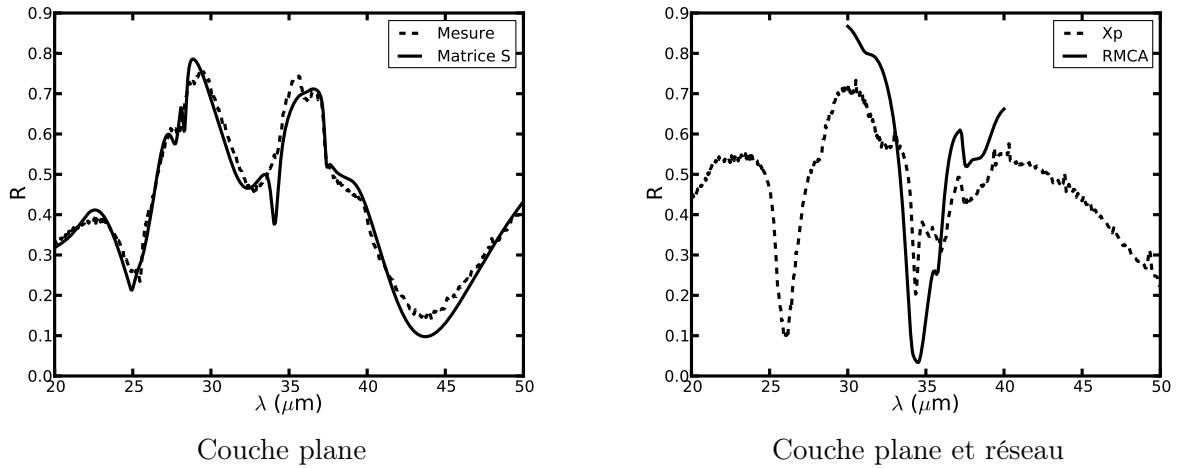 0.9
0.8
0.7
0.6
0.5
0.4
0.3
0.2
0.1
0.0
R
20 25 30 35 40 45 50
λ (μm)
Mesure
Matrice S
Couche plane
0.9
0.8
0.7
0.6
0.5
0.4
0.3
0.2
0.1
0.0
R
20 25 30 35 40 45 50
λ (μm)
Xp
RMCA
Couche plane et réseau